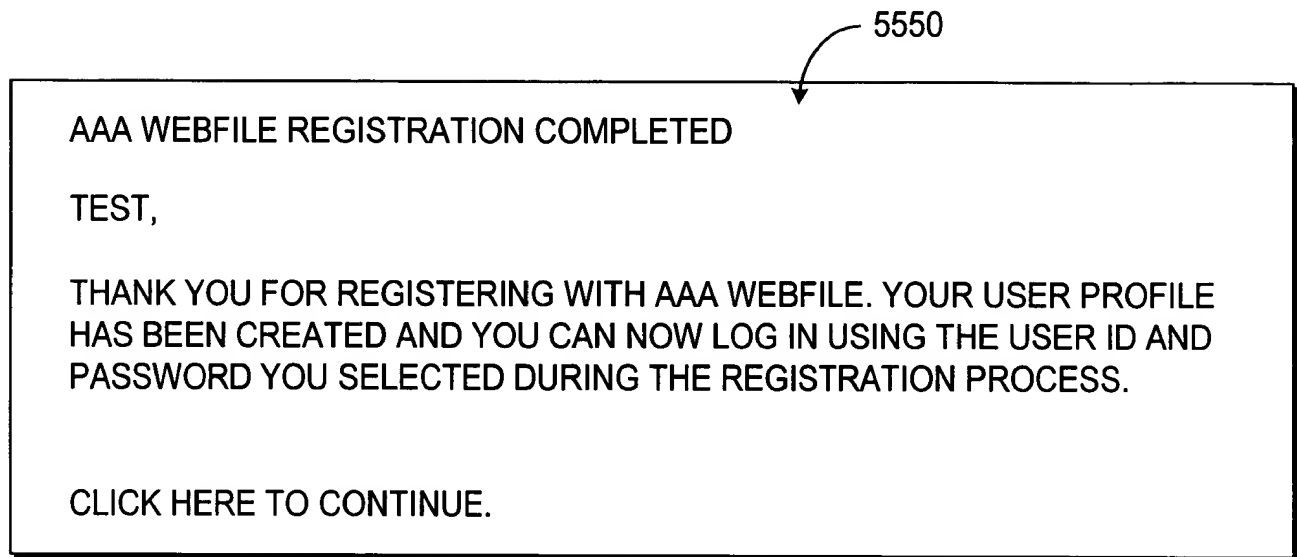 5550
AAA WEBFILE REGISTRATION COMPLETED
TEST,
THANK YOU FOR REGISTERING WITH AAA WEBFILE. YOUR USER PROFILE
HAS BEEN CREATED AND YOU CAN NOW LOG IN USING THE USER ID AND
PASSWORD YOU SELECTED DURING THE REGISTRATION PROCESS.
CLICK HERE TO CONTINUE.